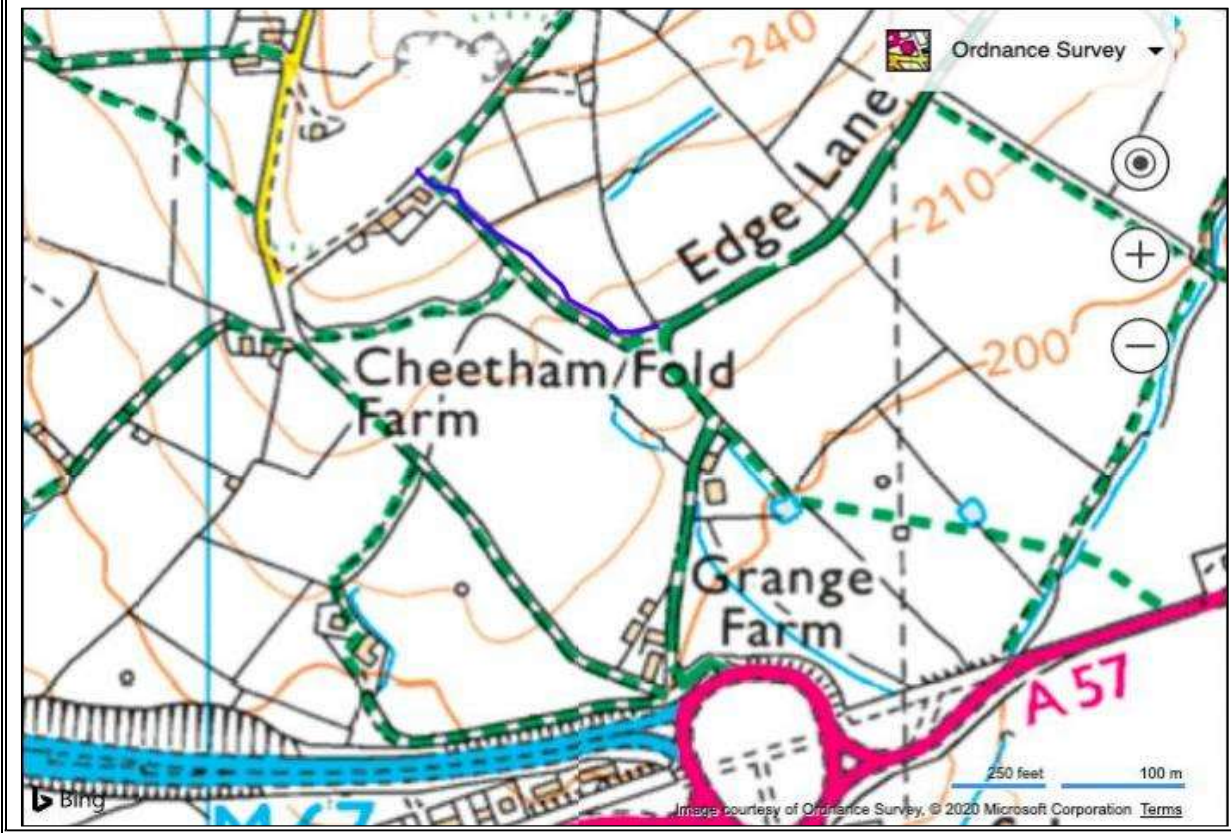 Ordnance Survey
240
Edge Lane
210
200
Cheetham/Fold
Farm
Grange
Farm
A 57
M 67
250 feet
100 m
Bing
Image courtesy of Ordnance Survey, © 2020 Microsoft Corporation Terms